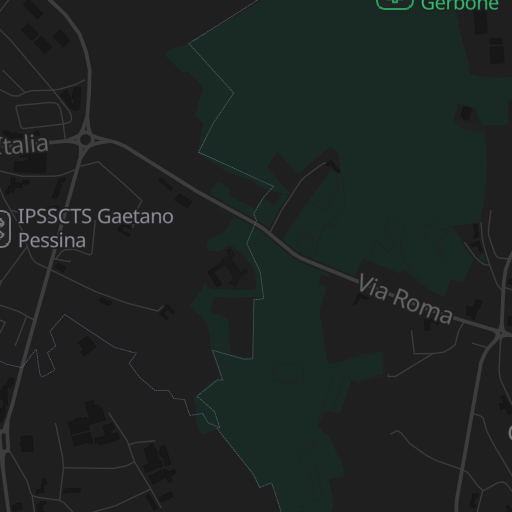 Gerbone
Italia
IPSSCTS Gaetano
Pessina
Via Roma